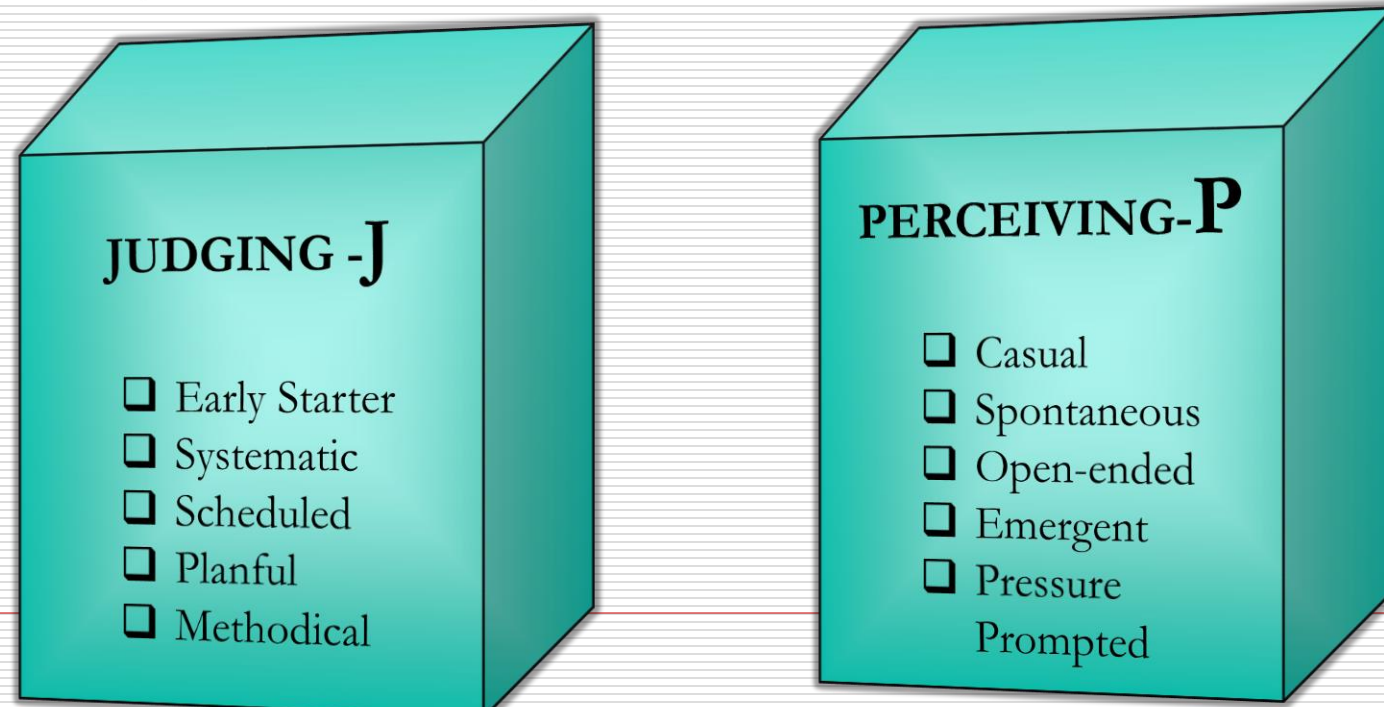 JUDGING -J
❑ Early Starter
❑ Systematic
❑ Scheduled
❑ Planful
❑ Methodical
PERCEIVING-P
❑ Casual
❑ Spontaneous
❑ Open-ended
❑ Emergent
❑ Pressure
Prompted